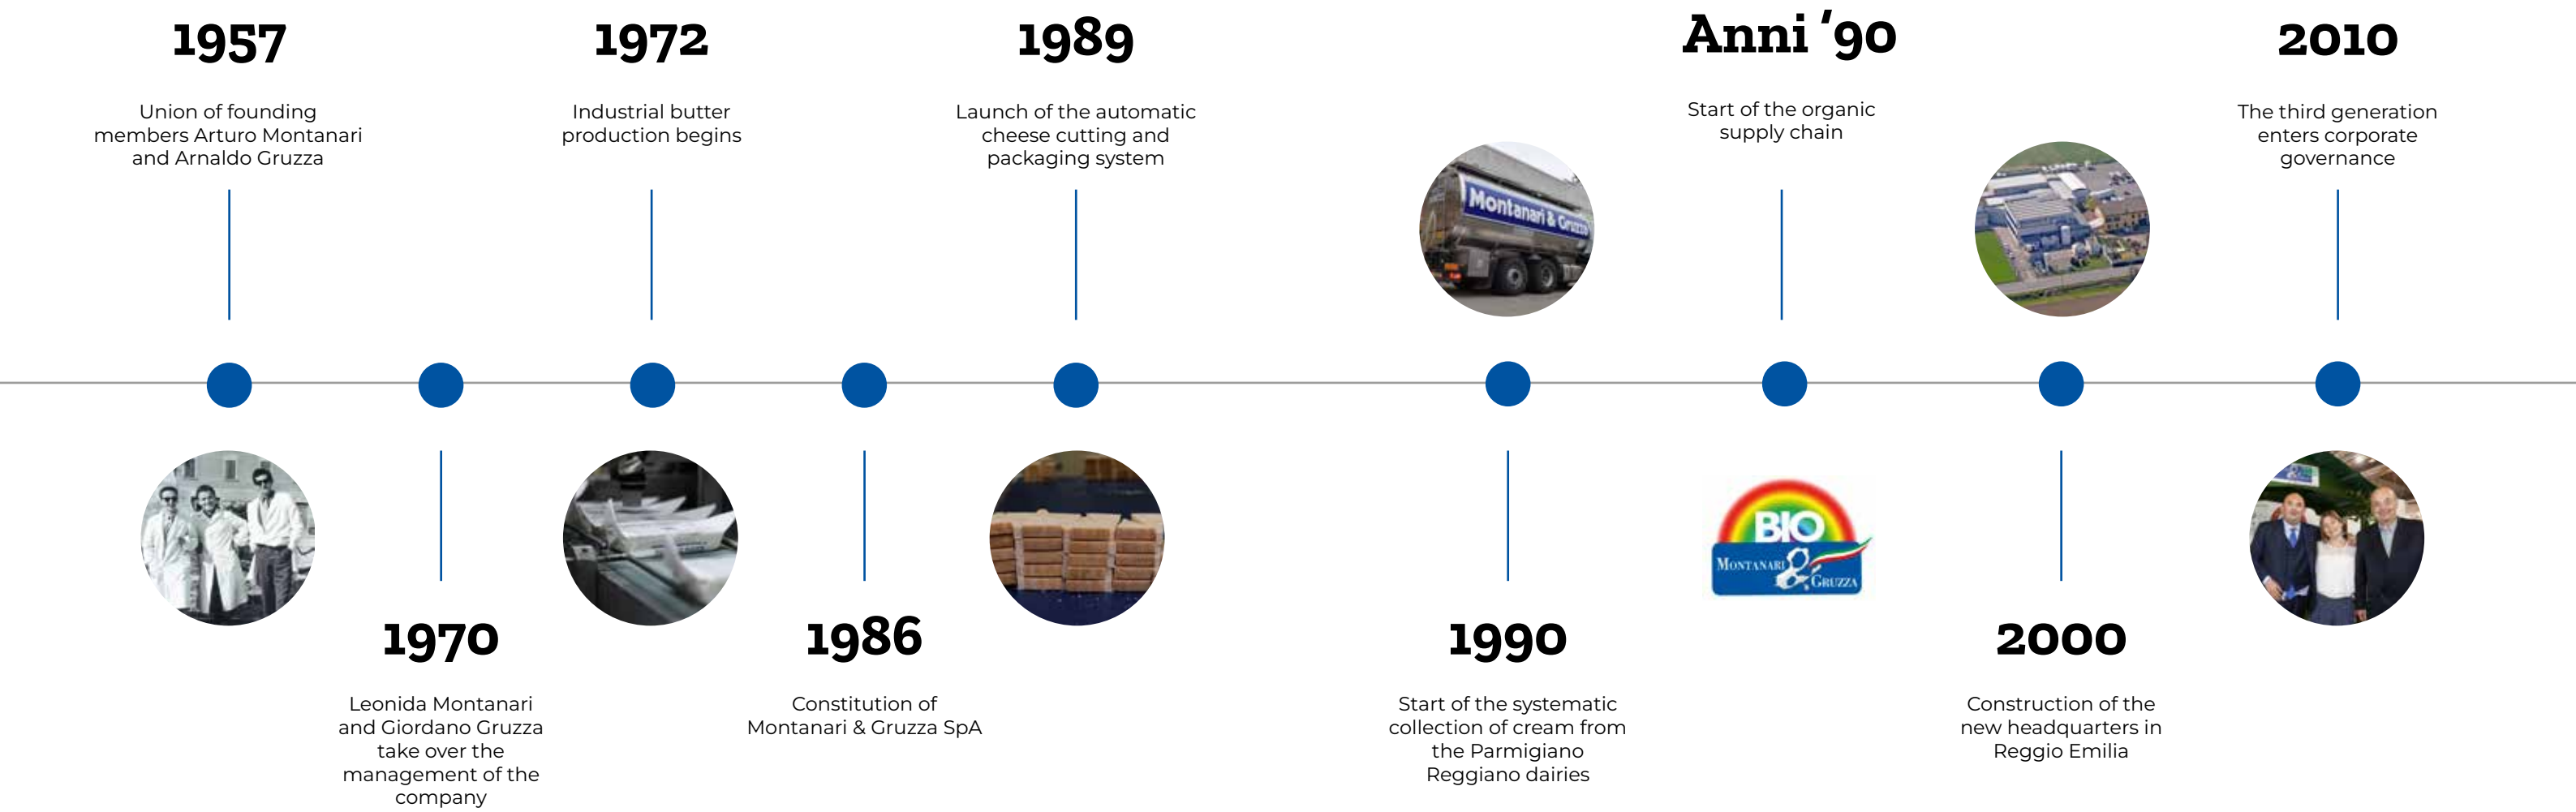 1957
Union of founding
members Arturo Montanari
and Arnaldo Gruzza
1970
Leonida Montanari
and Giordano Gruzza
take over the
management of the
company
1972
Industrial butter
production begins
1986
Constitution of
Montanari & Gruzza SpA
1989
Launch of the automatic
cheese cutting and
packaging system
Montanari & Gruzza
1990
Start of the systematic
collection of cream from
the Parmigiano
Reggiano dairies
Anni ‘90
Start of the organic
supply chain
BIO
MONTANARI
&
GRUZZA
2000
Construction of the
new headquarters in
Reggio Emilia
2010
The third generation
enters corporate
governance